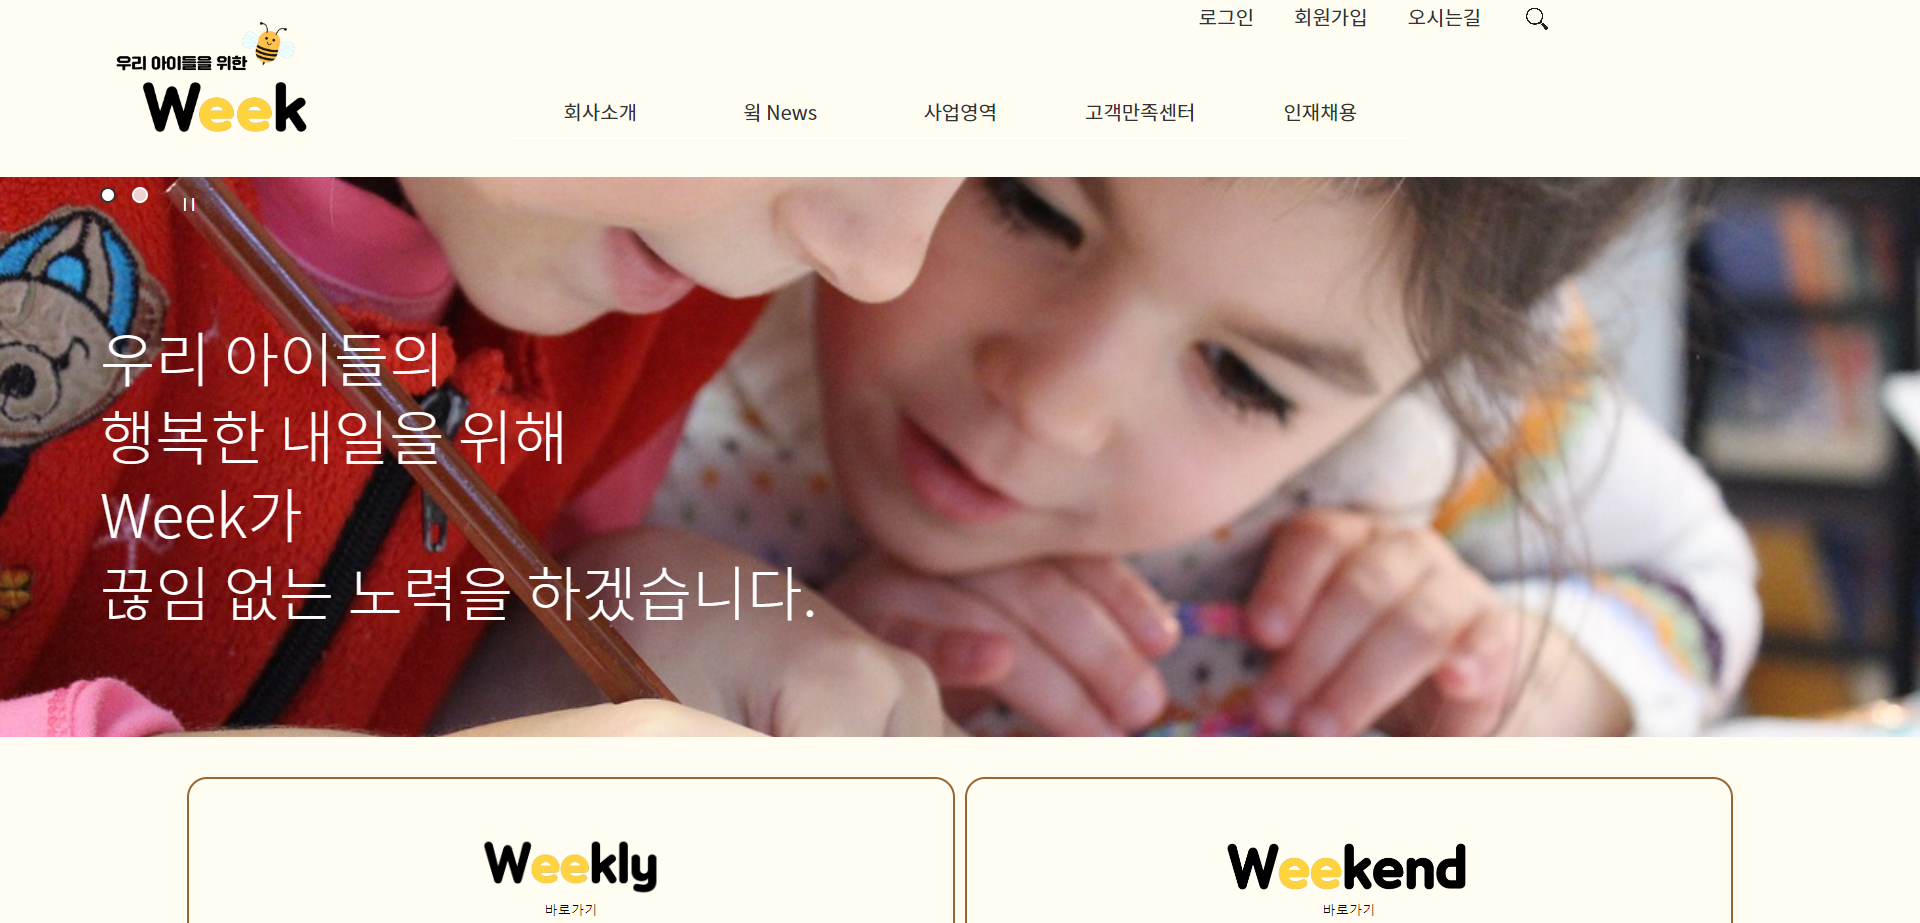 로그인 회원가입 오시는길
우리 아이들을 위한
Week
회사소개 윜 News 사업영역 고객만족센터 인재채용
우리 아이들의
행복한 내일을 위해
Week가
끊임 없는 노력을 하겠습니다.
Weekly
바로가기
Weekend
바로가기